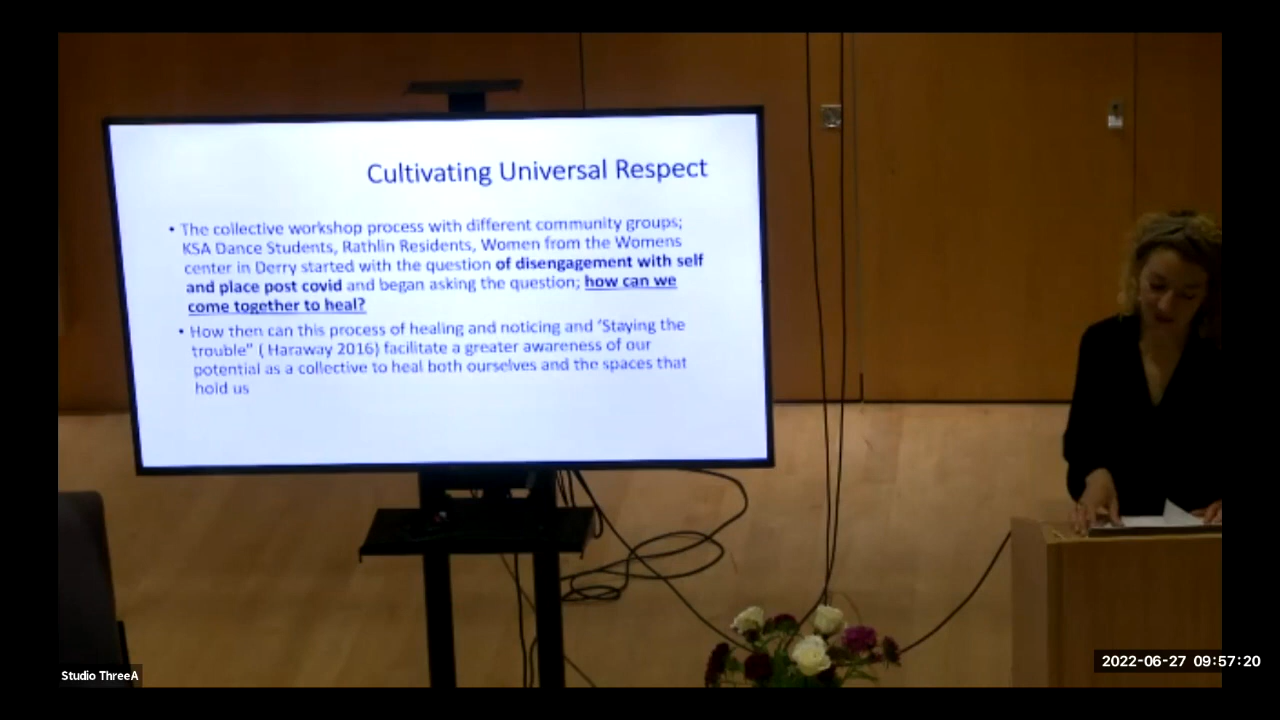 Cultivating Universal Respect
• The collective workshop process with different community groups;
KSA Dance Students, Rathlin Residents, Women from the Womens
center in Derry started with the question of disengagement with self
and place post covid and began asking the question; how can we
come together to heal?
• How then can this process of healing and noticing and ‘Staying the
trouble” ( Haraway 2016) facilitate a greater awareness of our
potential as a collective to heal both ourselves and the spaces that
hold us
Studio ThreeA
2022-06-27 09:57:20